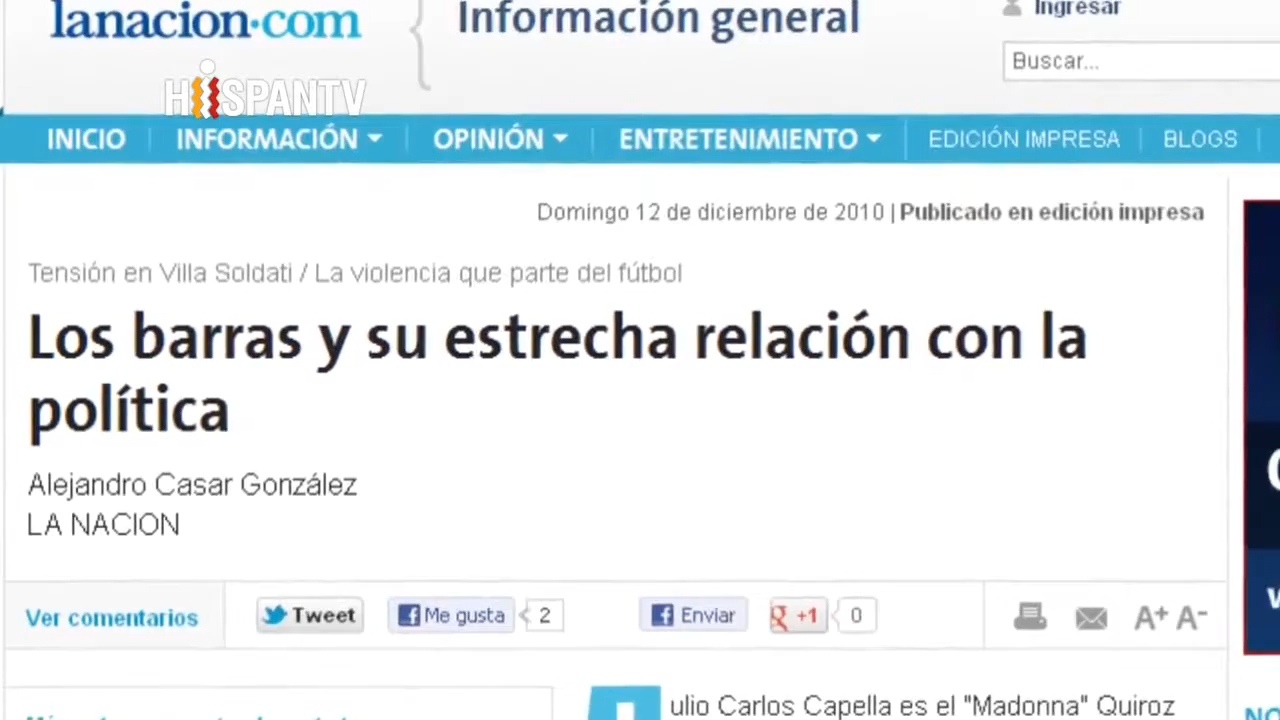 lanacion.com
Información general
Ingresar
Buscar...
HISPANTV
INICIO
INFORMACIÓN
OPINIÓN
ENTRETENIMIENTO
EDICIÓN IMPRESA
BLOGS
Domingo 12 de diciembre de 2010 | Publicado en edición impresa
Tensión en Villa Soldati / La violencia que parte del fútbol
Los barras y su estrecha relación con la
política
Alejandro Casar González
LA NACION
Ver comentarios
Tweet
Me gusta
2
Enviar
+1
0
A+ A-
ulio Carlos Capella es el "Madonna" Quiroz